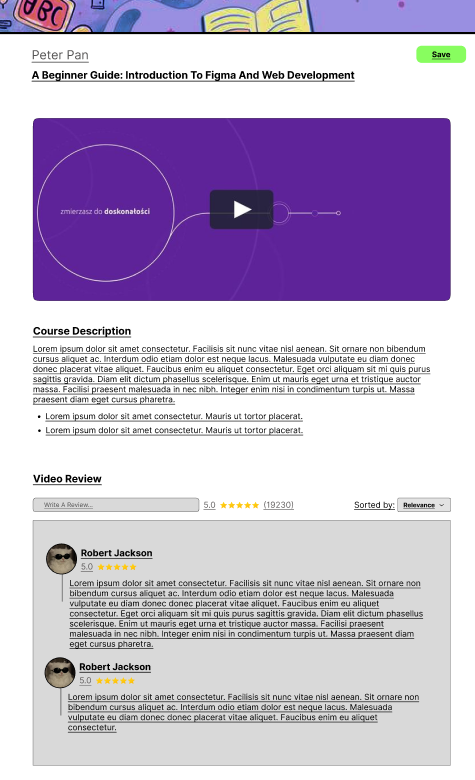 ABC
Peter Pan
Save
A Beginner Guide: Introduction To Figma And Web Development
zmierzasz do doskonałości
Course Description
Lorem ipsum dolor sit amet consectetur. Facilisis sit nunc vitae nisl aenean. Sit ornare non bibendum
cursus aliquet ac. Interdum odio etiam dolor est neque lacus. Malesuada vulputate eu diam donec
donec placerat vitae aliquet. Faucibus enim eu aliquet consectetur. Eget orci aliquam sit mi quis purus
sagittis gravida. Diam elit dictum phasellus scelerisque. Enim ut mauris eget urna et tristique auctor
massa. Facilisi praesent malesuada in nec nibh. Integer enim nisi in condimentum turpis ut. Massa
praesent diam eget cursus pharetra.
• Lorem ipsum dolor sit amet consectetur. Mauris ut tortor placerat.
• Lorem ipsum dolor sit amet consectetur. Mauris ut tortor placerat.
Video Review
Write A Review...
5.0 ★★★★★ (19230)
Sorted by: Relevance
Robert Jackson
5.0 ★★★★★
Lorem ipsum dolor sit amet consectetur. Facilisis sit nunc vitae nisl aenean. Sit ornare non
bibendum cursus aliquet ac. Interdum odio etiam dolor est neque lacus. Malesuada
vulputate eu diam donec donec placerat vitae aliquet. Faucibus enim eu aliquet
consectetur. Eget orci aliquam sit mi quis purus sagittis gravida. Diam elit dictum phasellus
scelerisque. Enim ut mauris eget urna et tristique auctor massa. Facilisi praesent
malesuada in nec nibh. Integer enim nisi in condimentum turpis ut. Massa praesent diam
eget cursus pharetra.
Robert Jackson
5.0 ★★★★★
Lorem ipsum dolor sit amet consectetur. Facilisis sit nunc vitae nisl aenean. Sit ornare non
bibendum cursus aliquet ac. Interdum odio etiam dolor est neque lacus. Malesuada
vulputate eu diam donec donec placerat vitae aliquet. Faucibus enim eu aliquet
consectetur.